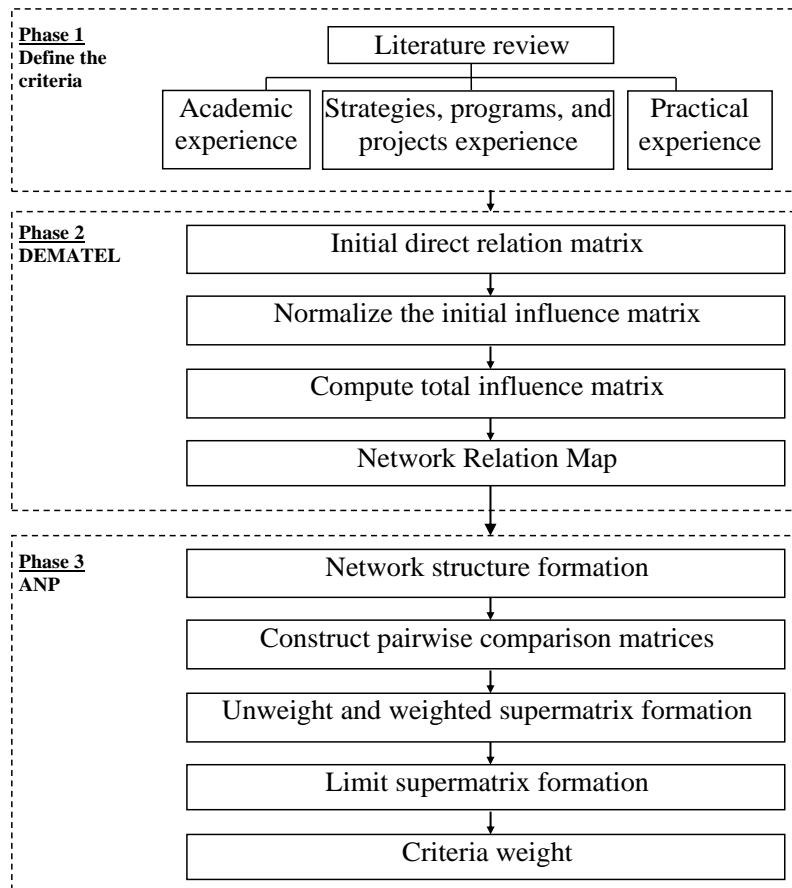 Phase 1
Define the
criteria
Literature review
Academic
experience
Strategies, programs, and
projects experience
Practical
experience
Phase 2
DEMATEL
Initial direct relation matrix
Normalize the initial influence matrix
Compute total influence matrix
Network Relation Map
Phase 3
ANP
Network structure formation
Construct pairwise comparison matrices
Unweight and weighted supermatrix formation
Limit supermatrix formation
Criteria weight